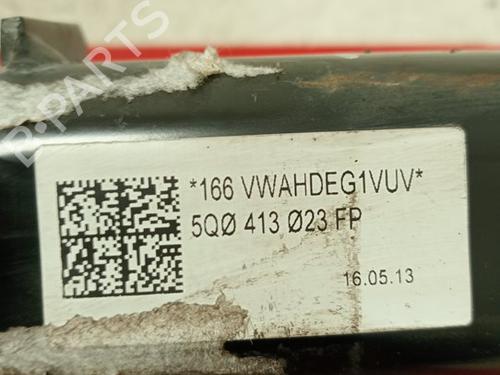 B-PARTS
*166 VWAHDEG1VUV*
5QØ 413 Ø23 FP
16.05.13